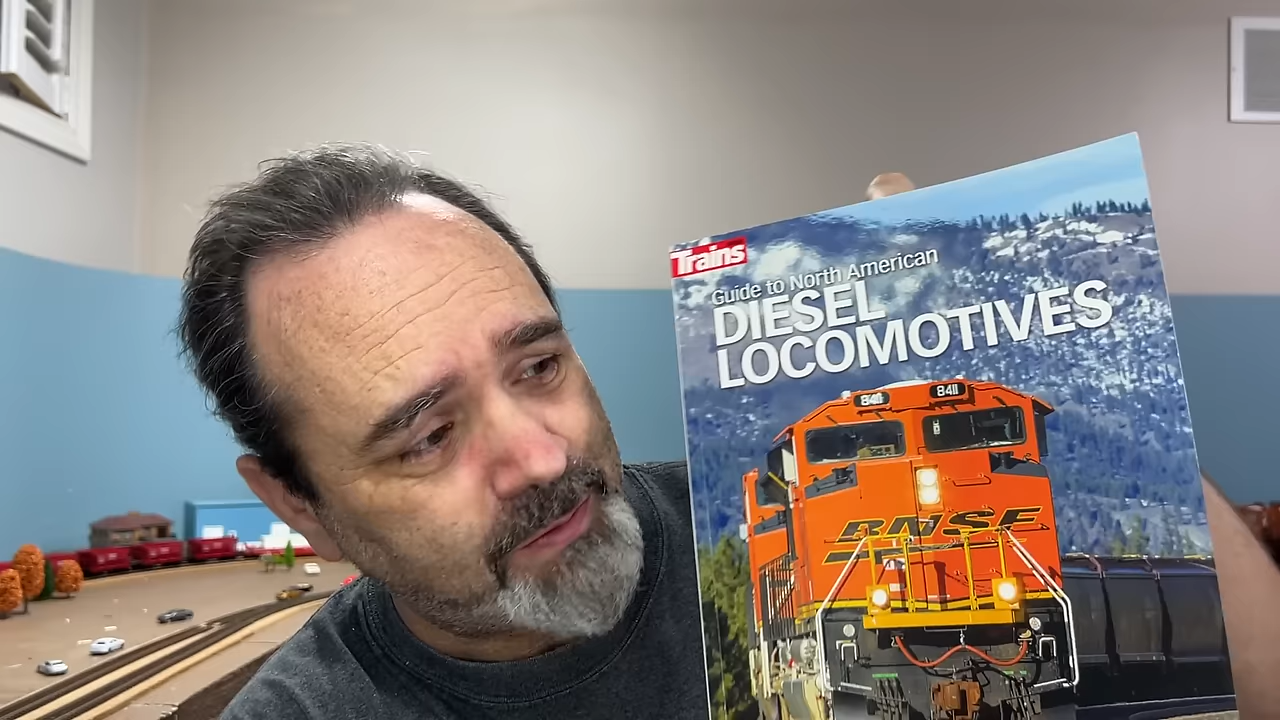 Trains
Guide to North American
DIESEL
LOCOMOTIVES
8411
8411
BNSF